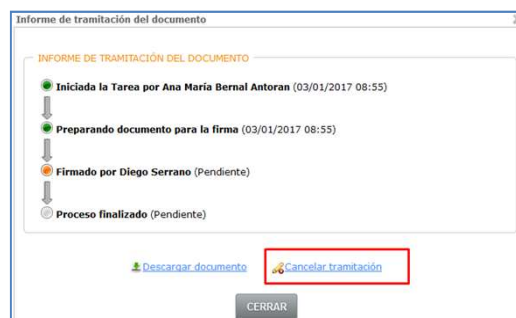 Informe de tramitación del documento
INFORME DE TRAMITACIÓN DEL DOCUMENTO
Iniciada la Tarea por Ana María Bernal Antoran (03/01/2017 08:55)
Preparando documento para la firma (03/01/2017 08:55)
Firmado por Diego Serrano (Pendiente)
Proceso finalizado (Pendiente)
Descargar documento Cancelar tramitación
CERRAR